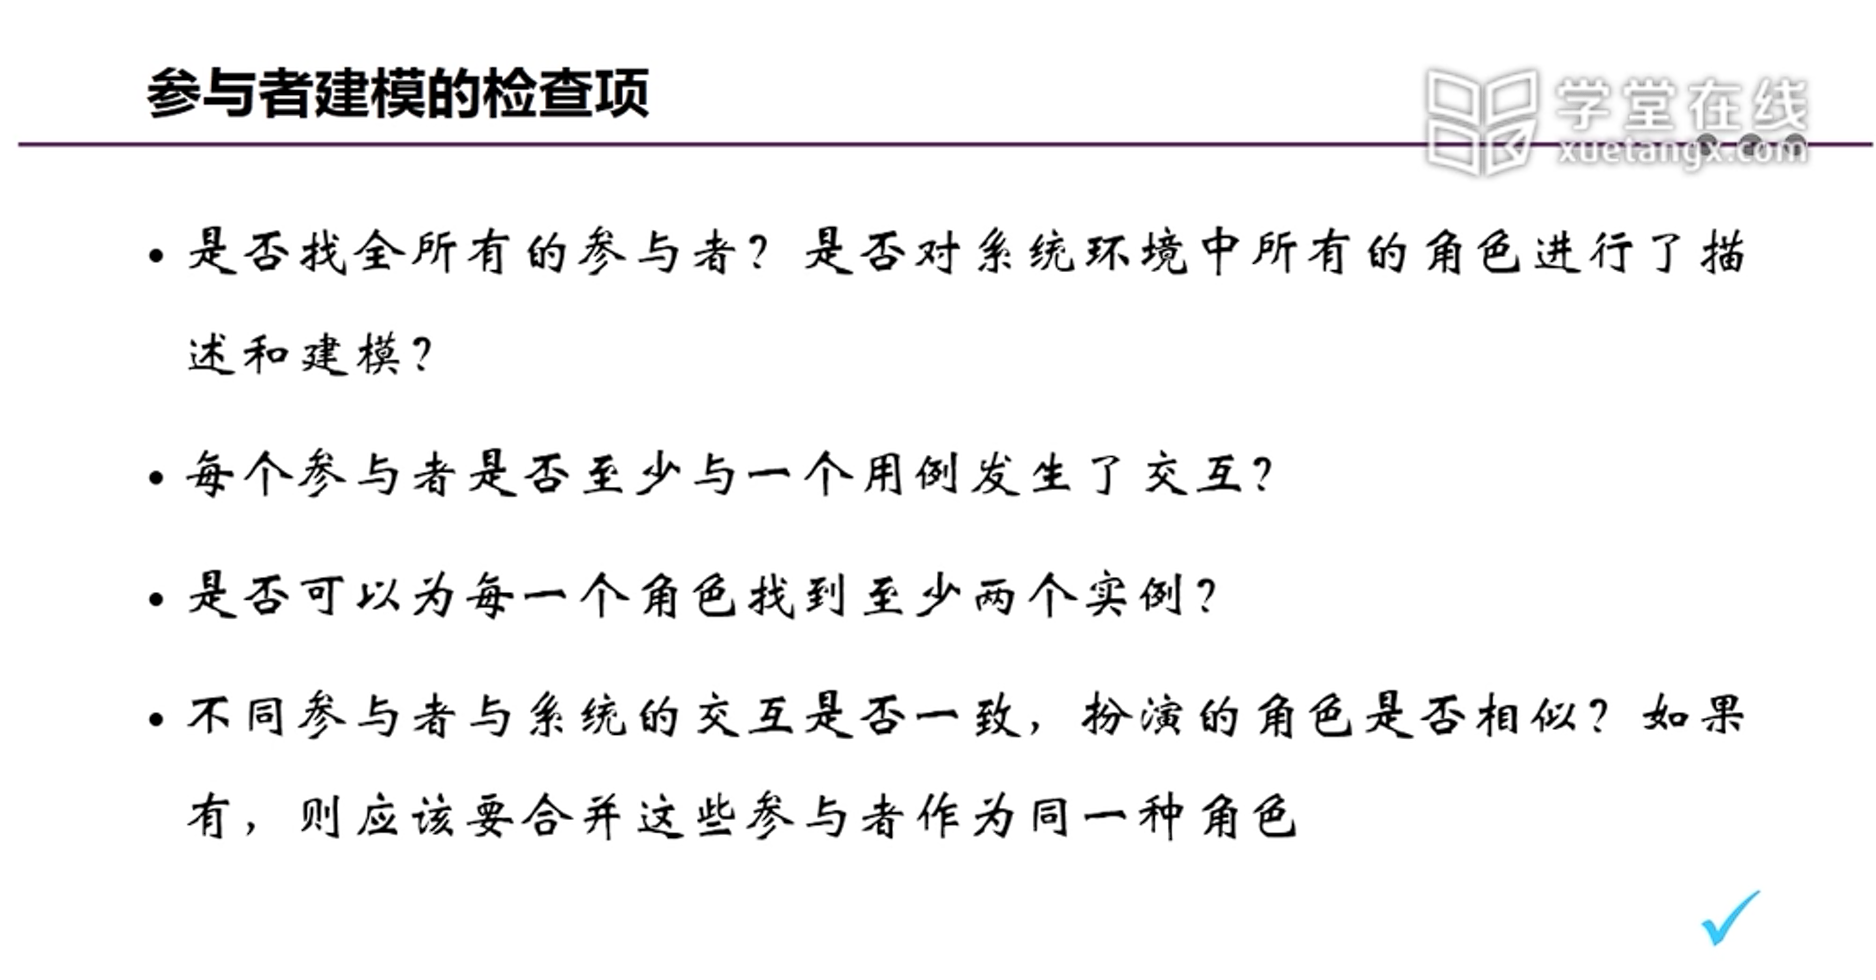 参与者建模的检查项
学堂在线
xuetangx.com
• 是否找全所有的参与者？是否对系统环境中所有的角色进行了描
述和建模？
• 每个参与者是否至少与一个用例发生了交互？
• 是否可以为每一个角色找到至少两个实例？
• 不同参与者与系统的交互是否一致，扮演的角色是否相似？如果
有，则应该要合并这些参与者作为同一种角色